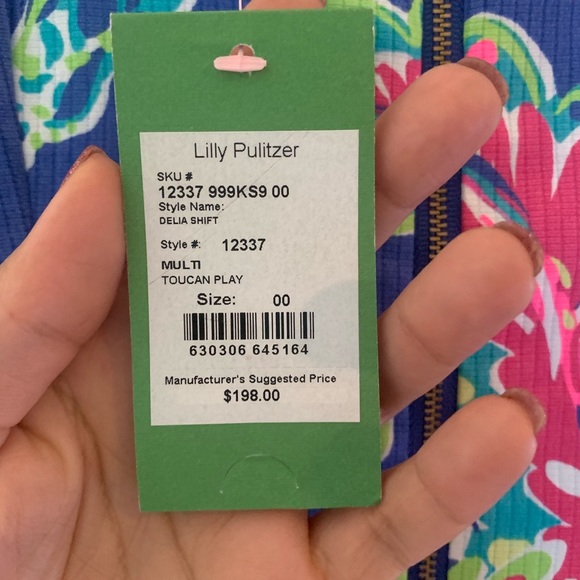 Lilly Pulitzer
SKU #
12337 999KS9 00
Style Name:
DELIA SHIFT
Style #: 12337
MULTI
TOUCAN PLAY
Size: 00
630306 645164
Manufacturer's Suggested Price
$198.00